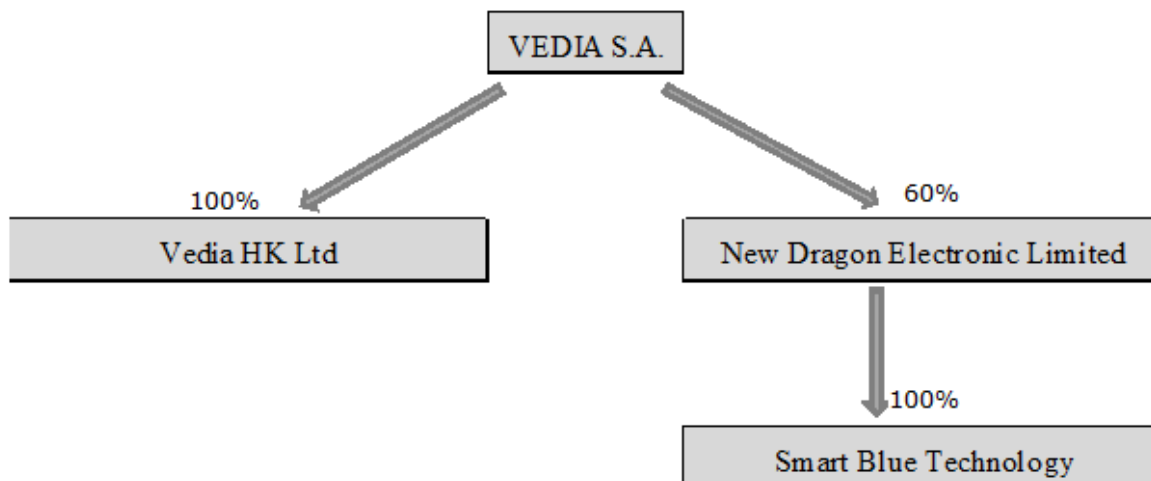 VEDIA S.A.
100%
60%
Vedia HK Ltd
New Dragon Electronic Limited
100%
Smart Blue Technology